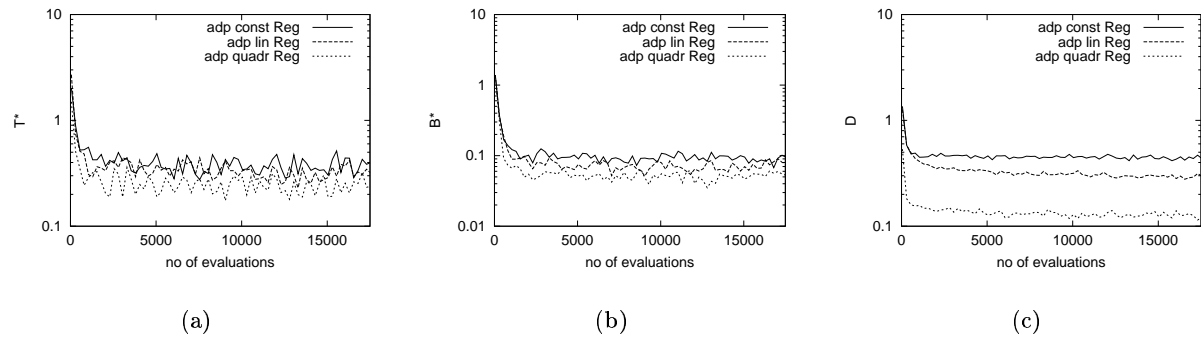 10
1
0.1
T*
0
5000
10000
15000
no of evaluations
adp const Reg
adp lin Reg
adp quadr Reg
(a)
10
1
0.1
0.01
B*
0
5000
10000
15000
no of evaluations
adp const Reg
adp lin Reg
adp quadr Reg
(b)
10
1
0.1
D
0
5000
10000
15000
no of evaluations
adp const Reg
adp lin Reg
adp quadr Reg
(c)